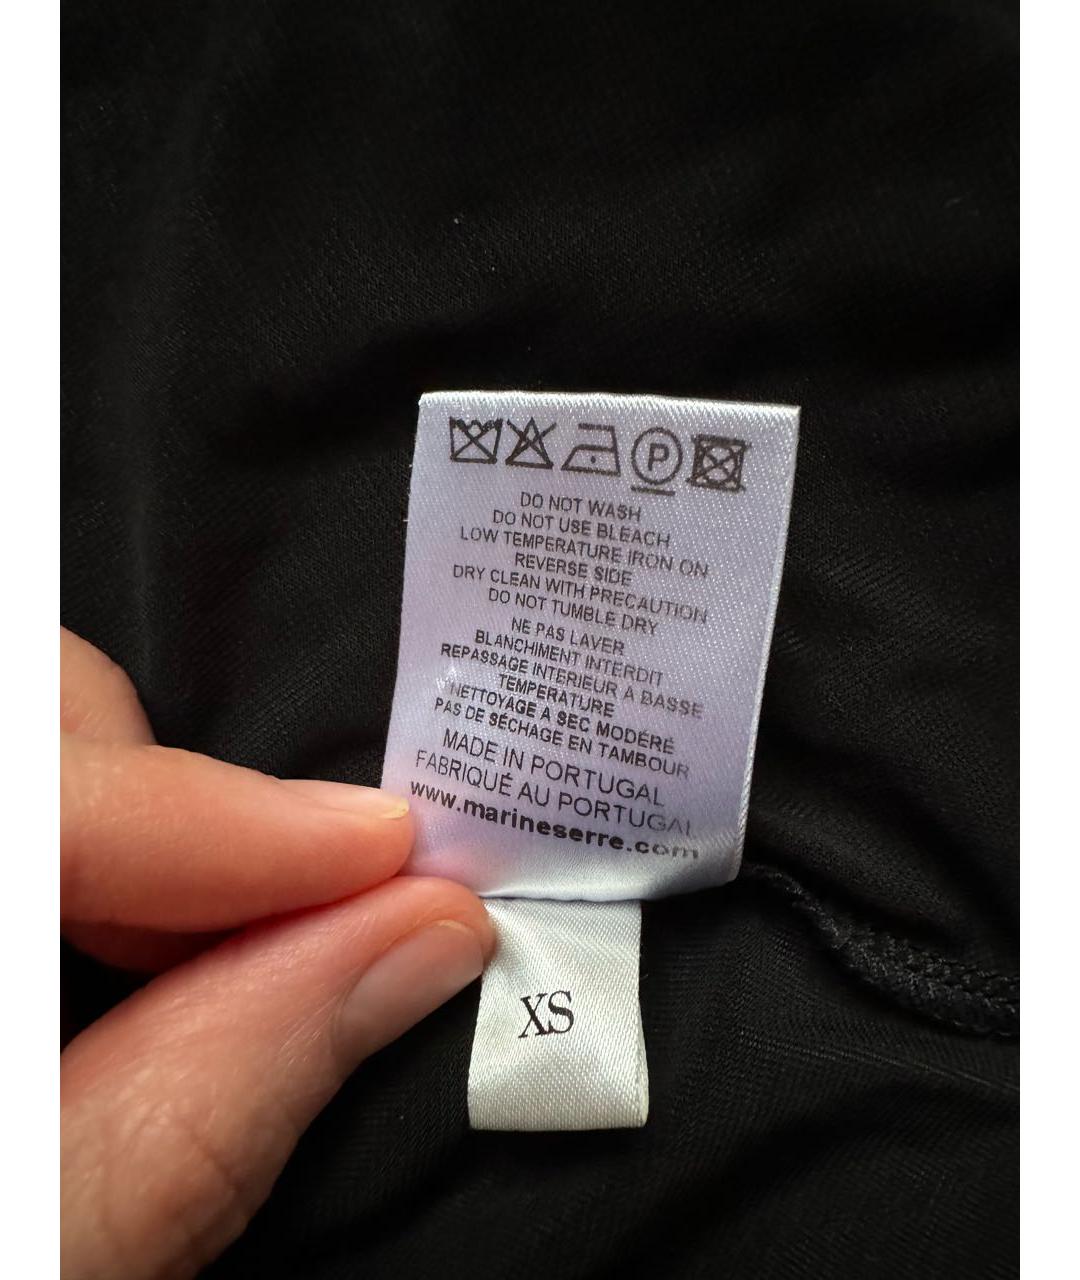 P
DO NOT WASH
DO NOT USE BLEACH
LOW TEMPERATURE IRON ON
REVERSE SIDE
DRY CLEAN WITH PRECAUTION
DO NOT TUMBLE DRY
NE PAS LAVER
BLANCHIMENT INTERDIT
REPASSAGE INTERIEUR A BASSE
TEMPERATURE
NETTOYAGE A SEC MODÉRÉ
PAS DE SÉCHAGE EN TAMBOUR
MADE IN PORTUGAL
FABRIQUÉ AU PORTUGAL
www.marineserre.com
XS